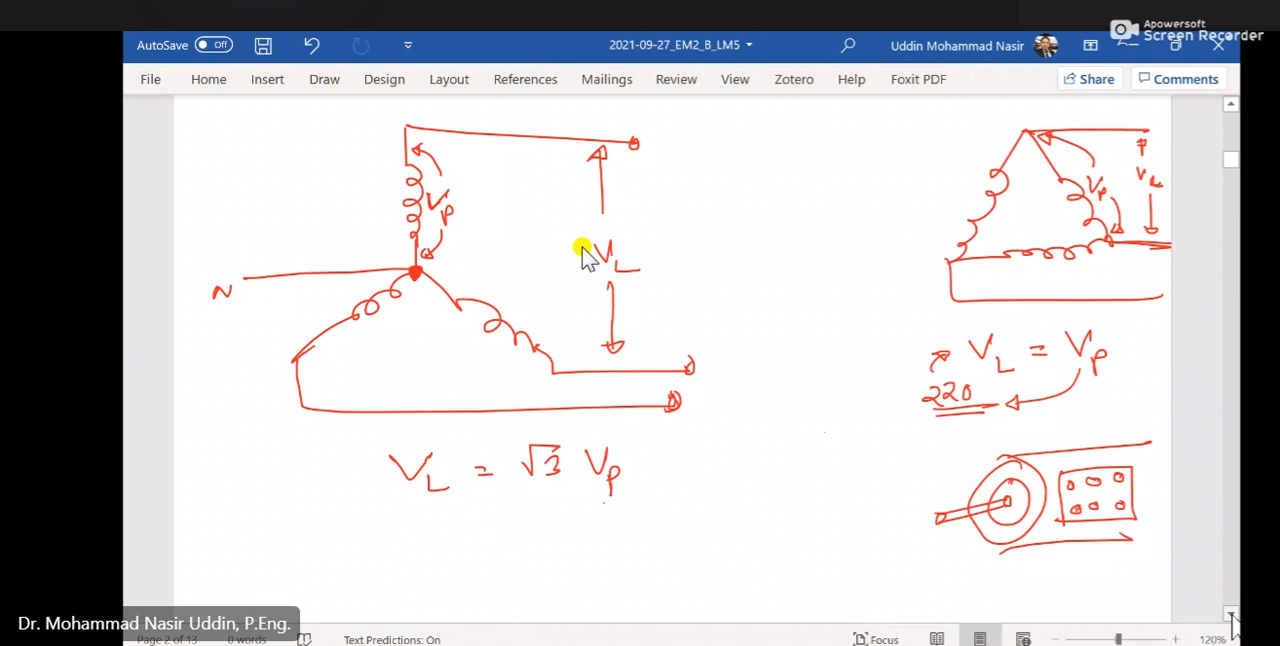 Apowersoft
Screen Recorder
AutoSave Off 2021-09-27_EM2_B_LM5 Uddin Mohammad Nasir
File Home Insert Draw Design Layout References Mailings Review View Zotero Help Foxit PDF Share Comments
VP
VL
N
VL = √3 VP
VP
VL
VL = VP
220
Dr. Mohammad Nasir Uddin, P.Eng.
Page 2 of 13 0 words Text Predictions: On Focus 120%